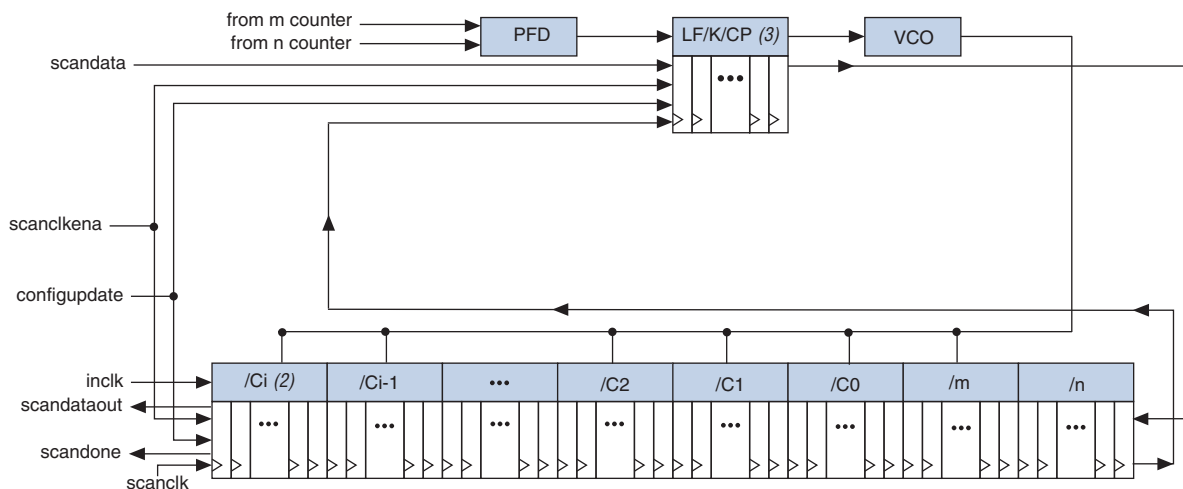 from m counter
from n counter
PFD
LF/K/CP (3)
VCO
scandata
•••
scanclkena
configupdate
inclk
/Ci (2)
/Ci-1
•••
/C2
/C1
/C0
/m
/n
scandataout
••• ••• ••• ••• ••• ••• ••• •••
scandone
scanclk